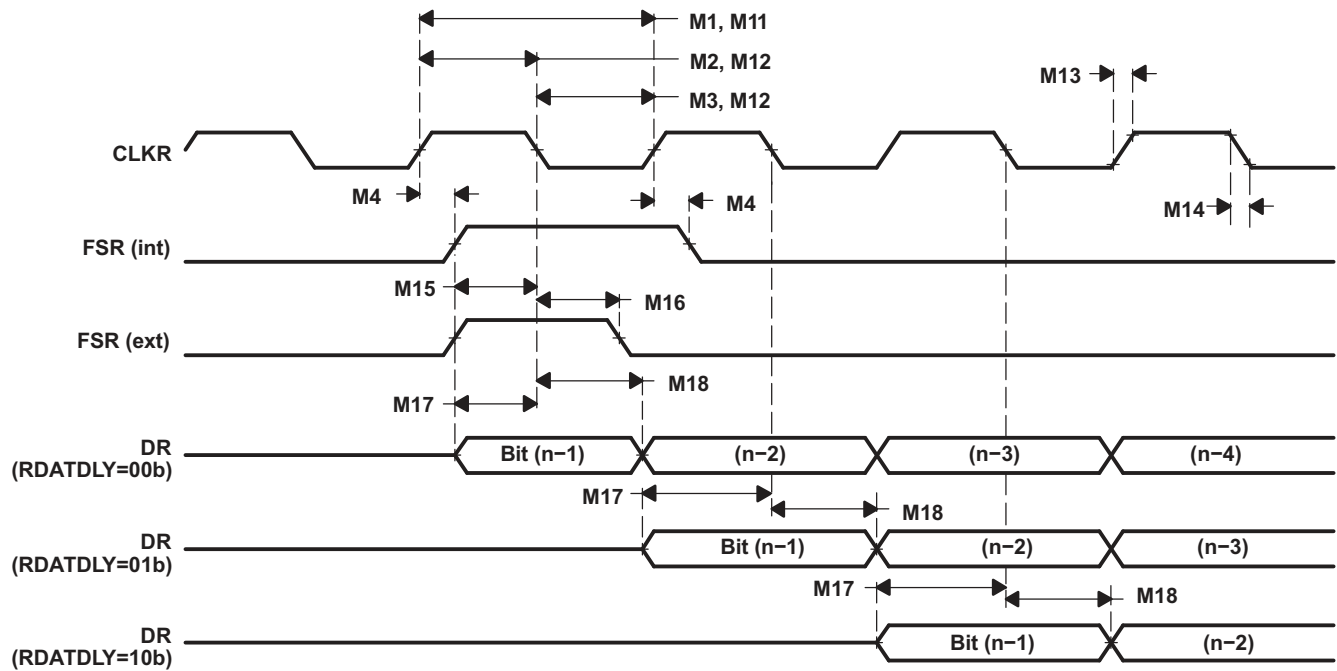 M1, M11
M2, M12
M13
M3, M12
CLKR
M4
M4
M14
FSR (int)
M15
M16
FSR (ext)
M18
M17
DR
(RDATDLY=00b)
Bit (n−1)
(n−2)
(n−3)
(n−4)
M17
M18
DR
(RDATDLY=01b)
Bit (n−1)
(n−2)
(n−3)
M17
M18
DR
(RDATDLY=10b)
Bit (n−1)
(n−2)